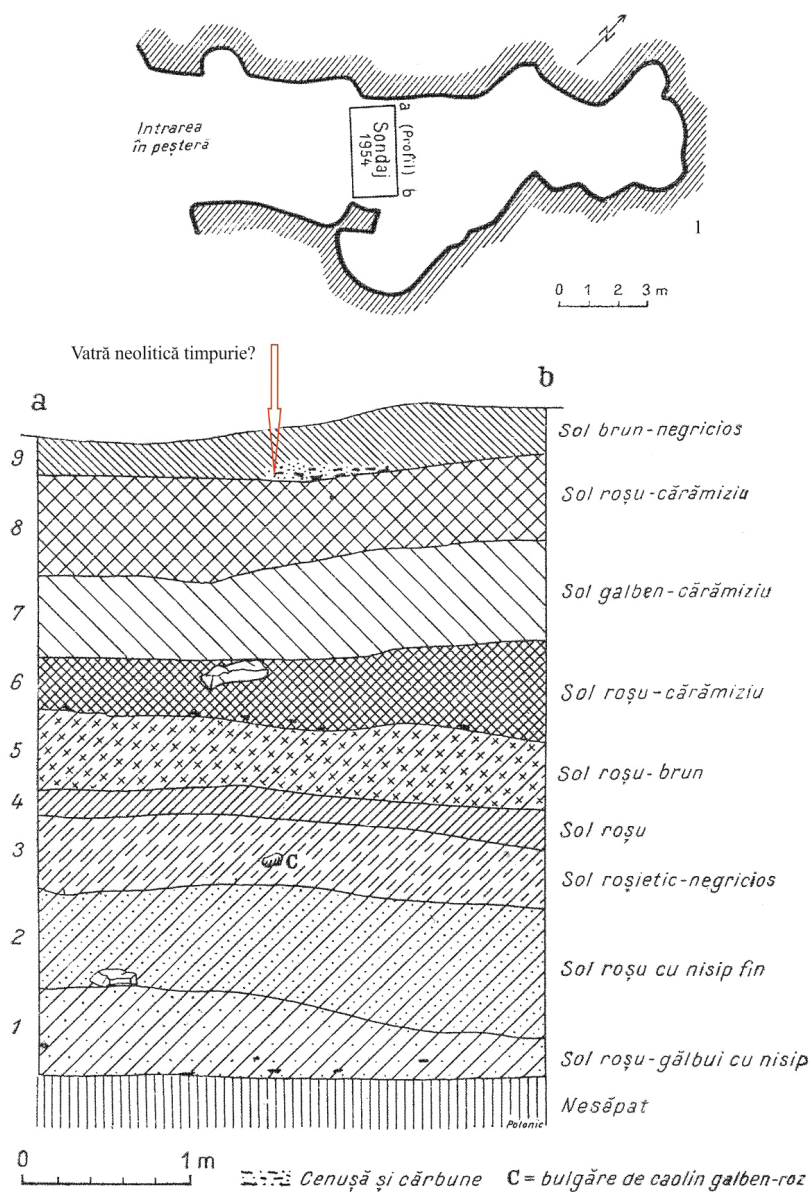 N
Intrarea
în peșteră
a
(Profil)
b
Sondaj
1954
1
0 1 2 3 m
Vatră neolitică timpurie?
a
b
9
Sol brun-negricios
8
Sol roșu-cărămiziu
7
Sol galben-cărămiziu
6
Sol roșu-cărămiziu
5
Sol roșu-brun
4
Sol roșu
3
C
Sol roșietic-negricios
2
Sol roșu cu nisip fin
1
Sol roșu-gălbui cu nisip
Nesăpat
Polonic
0 1 m
Cenușă și cărbune
C = bulgăre de caolin galben-roz